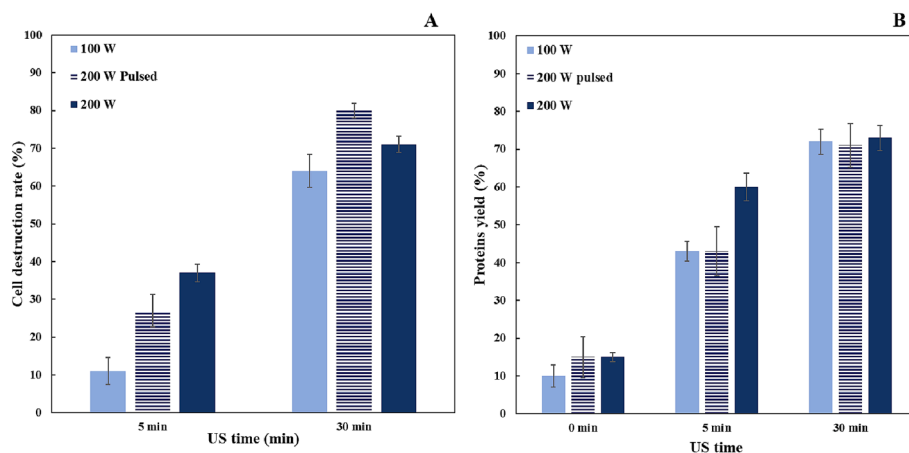 A
100 W
200 W Pulsed
200 W
100
90
80
70
60
50
40
30
20
10
0
Cell destruction rate (%)
5 min
30 min
US time (min)
B
100 W
200 W pulsed
200 W
100
90
80
70
60
50
40
30
20
10
0
Proteins yield (%)
0 min
5 min
30 min
US time